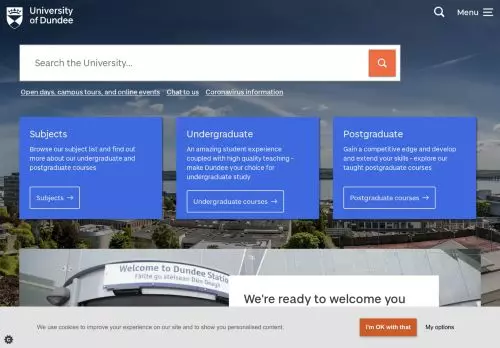 University
of Dundee
Menu
Search the University...
Open days, campus tours, and online events
Chat to us
Coronavirus information
Subjects
Browse our subject list and find out
more about our undergraduate and
postgraduate courses
Subjects →
Undergraduate
An amazing student experience
coupled with high quality teaching -
make Dundee your choice for
undergraduate study
Undergraduate courses →
Postgraduate
Gain a competitive edge and develop
and extend your skills - explore our
taught postgraduate courses
Postgraduate courses →
Welcome to Dundee Statio
Fàilte gu stèisean Dùn Deagh
We're ready to welcome you
We use cookies to improve your experience on our site and to show you personalised content.
I'm OK with that
My options